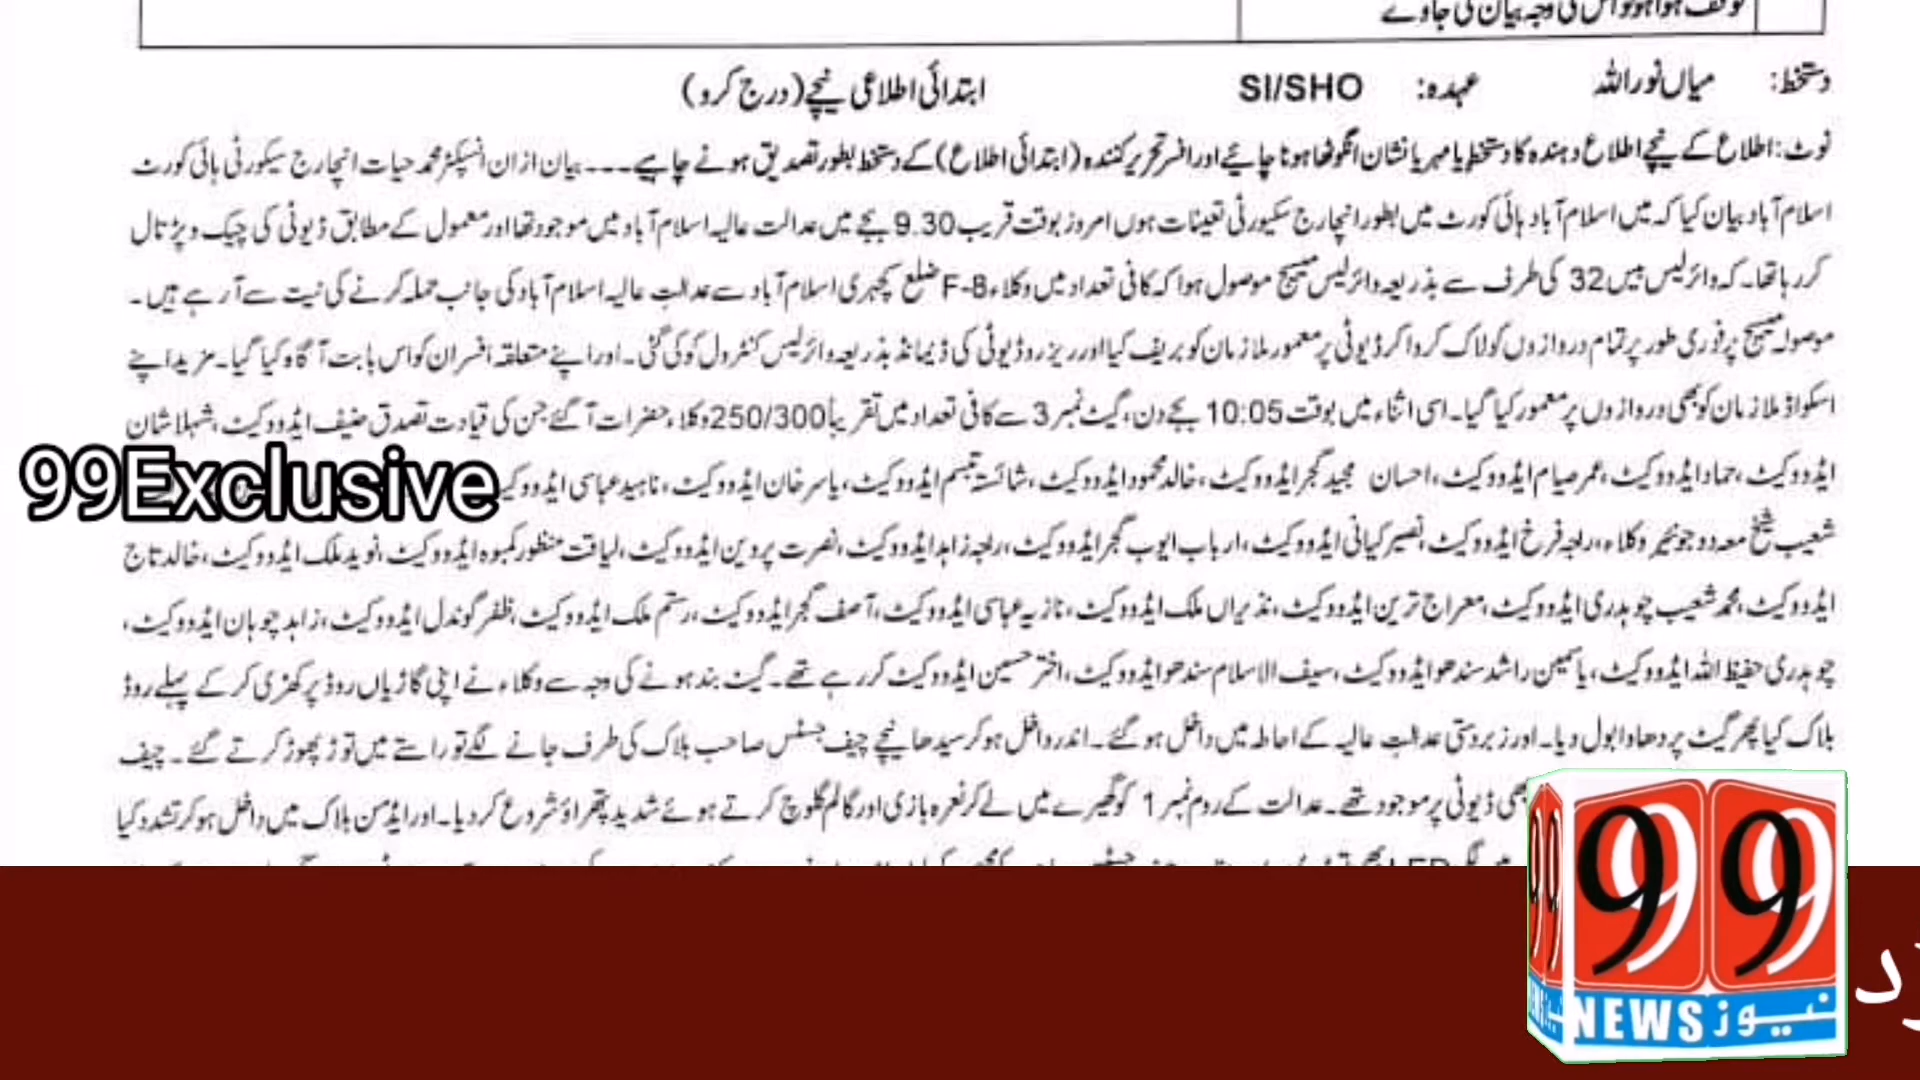 توقف ہوا ہو تو اس کی وجہ بیان کی جاوے
دستخط: میاں نور اللہ عہدہ: SI/SHO ابتدائی اطلاعی نیچے (درج کرو)
نوٹ: اطلاع کے نیچے اطلاع دہندہ کا دستخط یا مہر یا نشان انگوٹھا ہونا چاہیے اور افسر تحریر کنندہ (ابتدائی اطلاع) کے دستخط بطور تصدیق ہونے چاہیے۔۔۔ بیان ازان انسپکٹر محمد حیات انچارج سیکورٹی ہائی کورٹ
اسلام آباد بیان کیا کہ میں اسلام آباد ہائی کورٹ میں بطور انچارج سکیورٹی تعینات ہوں امروز بوقت قریب 9.30 بجے میں عدالت عالیہ اسلام آباد میں موجود تھا اور معمول کے مطابق ڈیوٹی کی چیک و پڑتال
کر رہا تھا۔ کہ وائرلیس بیس 32 کی طرف سے بذریعہ وائرلیس میسج موصول ہوا کہ کافی تعداد میں وکلاء F-8 ضلع کچہری اسلام آباد سے عدالتِ عالیہ اسلام آباد کی جانب حملہ کرنے کی نیت سے آ رہے ہیں۔
موصولہ میسج پر فوری طور پر تمام دروازوں کو لاک کروا کر ڈیوٹی پر معمور ملازمان کو بریف کیا اور ریزرو ڈیوٹی کی ڈیمانڈ بذریعہ وائرلیس کنٹرول کو کی گئی۔ اور اپنے متعلقہ افسران کو اس بابت آگاہ کیا گیا۔ مزید اپنے
اسکواڈ ملازمان کو بھی دروازوں پر معمور کیا گیا۔ اسی اثناء میں بوقت 10:05 بجے دن، گیٹ نمبر 3 سے کافی تعداد میں تقریباً 250/300 وکلاء حضرات آ گئے جن کی قیادت تصدق حنیف ایڈووکیٹ، شہلا شان
ایڈووکیٹ، حماد ایڈووکیٹ، عمر صیام ایڈووکیٹ، احسان مجید گجر ایڈووکیٹ، خالد محمود ایڈووکیٹ، شائستہ تبسم ایڈووکیٹ، یاسر خان ایڈووکیٹ، ناہید عباسی
99Exclusive
شعیب شیخ معہ دو جونیئر وکلاء، راجہ فرخ ایڈووکیٹ، نصیر کیانی ایڈووکیٹ، ارباب ایوب گجر ایڈووکیٹ، راجہ زاہد ایڈووکیٹ، نصرت پروین ایڈووکیٹ، لیاقت منظور کمبوہ ایڈووکیٹ، نوید ملک ایڈووکیٹ، خالد تاج
ایڈووکیٹ، محمد شعیب چوہدری ایڈووکیٹ، معراج ترین ایڈووکیٹ، نذیراں ملک ایڈووکیٹ، نازیہ عباسی ایڈووکیٹ، آصف گجر ایڈووکیٹ، رستم ملک ایڈووکیٹ، ظفر گوندل ایڈووکیٹ، زاہد چوہان ایڈووکیٹ،
چوہدری حفیظ اللہ ایڈووکیٹ، یاسمین راشد سندھو ایڈووکیٹ، سیف الاسلام سندھو ایڈووکیٹ، اختر حسین ایڈووکیٹ کر رہے تھے۔ گیٹ بند ہونے کی وجہ سے وکلاء نے اپنی گاڑیاں روڈ پر کھڑی کر کے پہلے روڈ
بلاک کیا پھر گیٹ پر دھاوا بول دیا۔ اور زبردستی عدالتِ عالیہ کے احاطہ میں داخل ہو گئے۔ اندر داخل ہو کر سیدھا نیچے چیف جسٹس صاحب بلاک کی طرف جانے لگے تو راستے میں توڑ پھوڑ کرتے گئے۔ چیف
بھی ڈیوٹی پر موجود تھے۔ عدالت کے روم نمبر 1 کو گھیرے میں لے کر نعرہ بازی اور گالم گلوچ کرتے ہوئے شدید پتھراؤ شروع کر دیا۔ اور ایڈمن بلاک میں داخل ہو کر تشدد کیا
99
99
NEWS نیوز